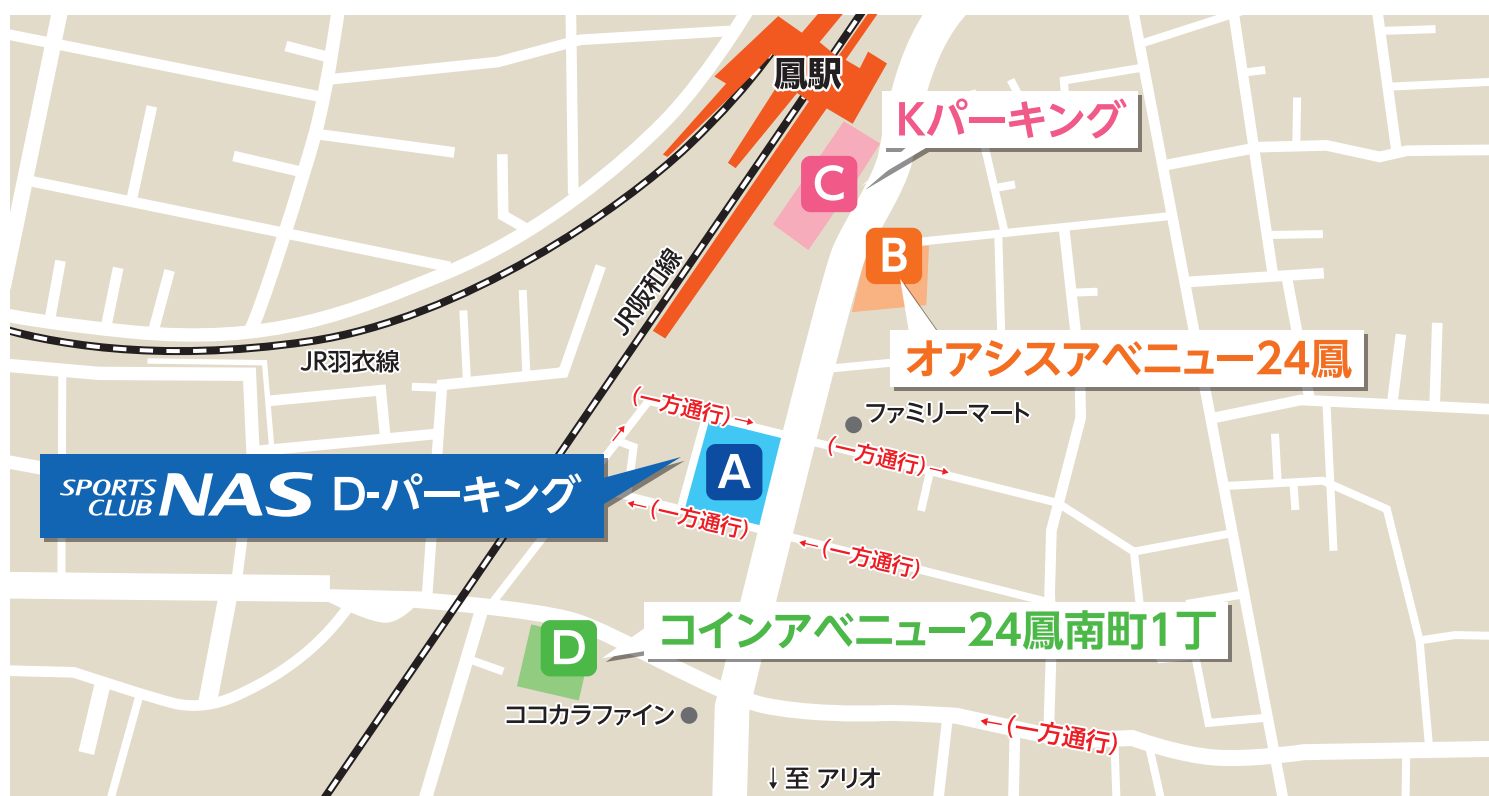 鳳駅
Kパーキング
C
B
JR阪和線
オアシスアベニュー24鳳
JR羽衣線
(一方通行)→
→
ファミリーマート
(一方通行)→
A
SPORTS CLUB NAS D-パーキング
←(一方通行)
←(一方通行)
コインアベニュー24鳳南町1丁
D
ココカラファイン
←(一方通行)
↓至 アリオ